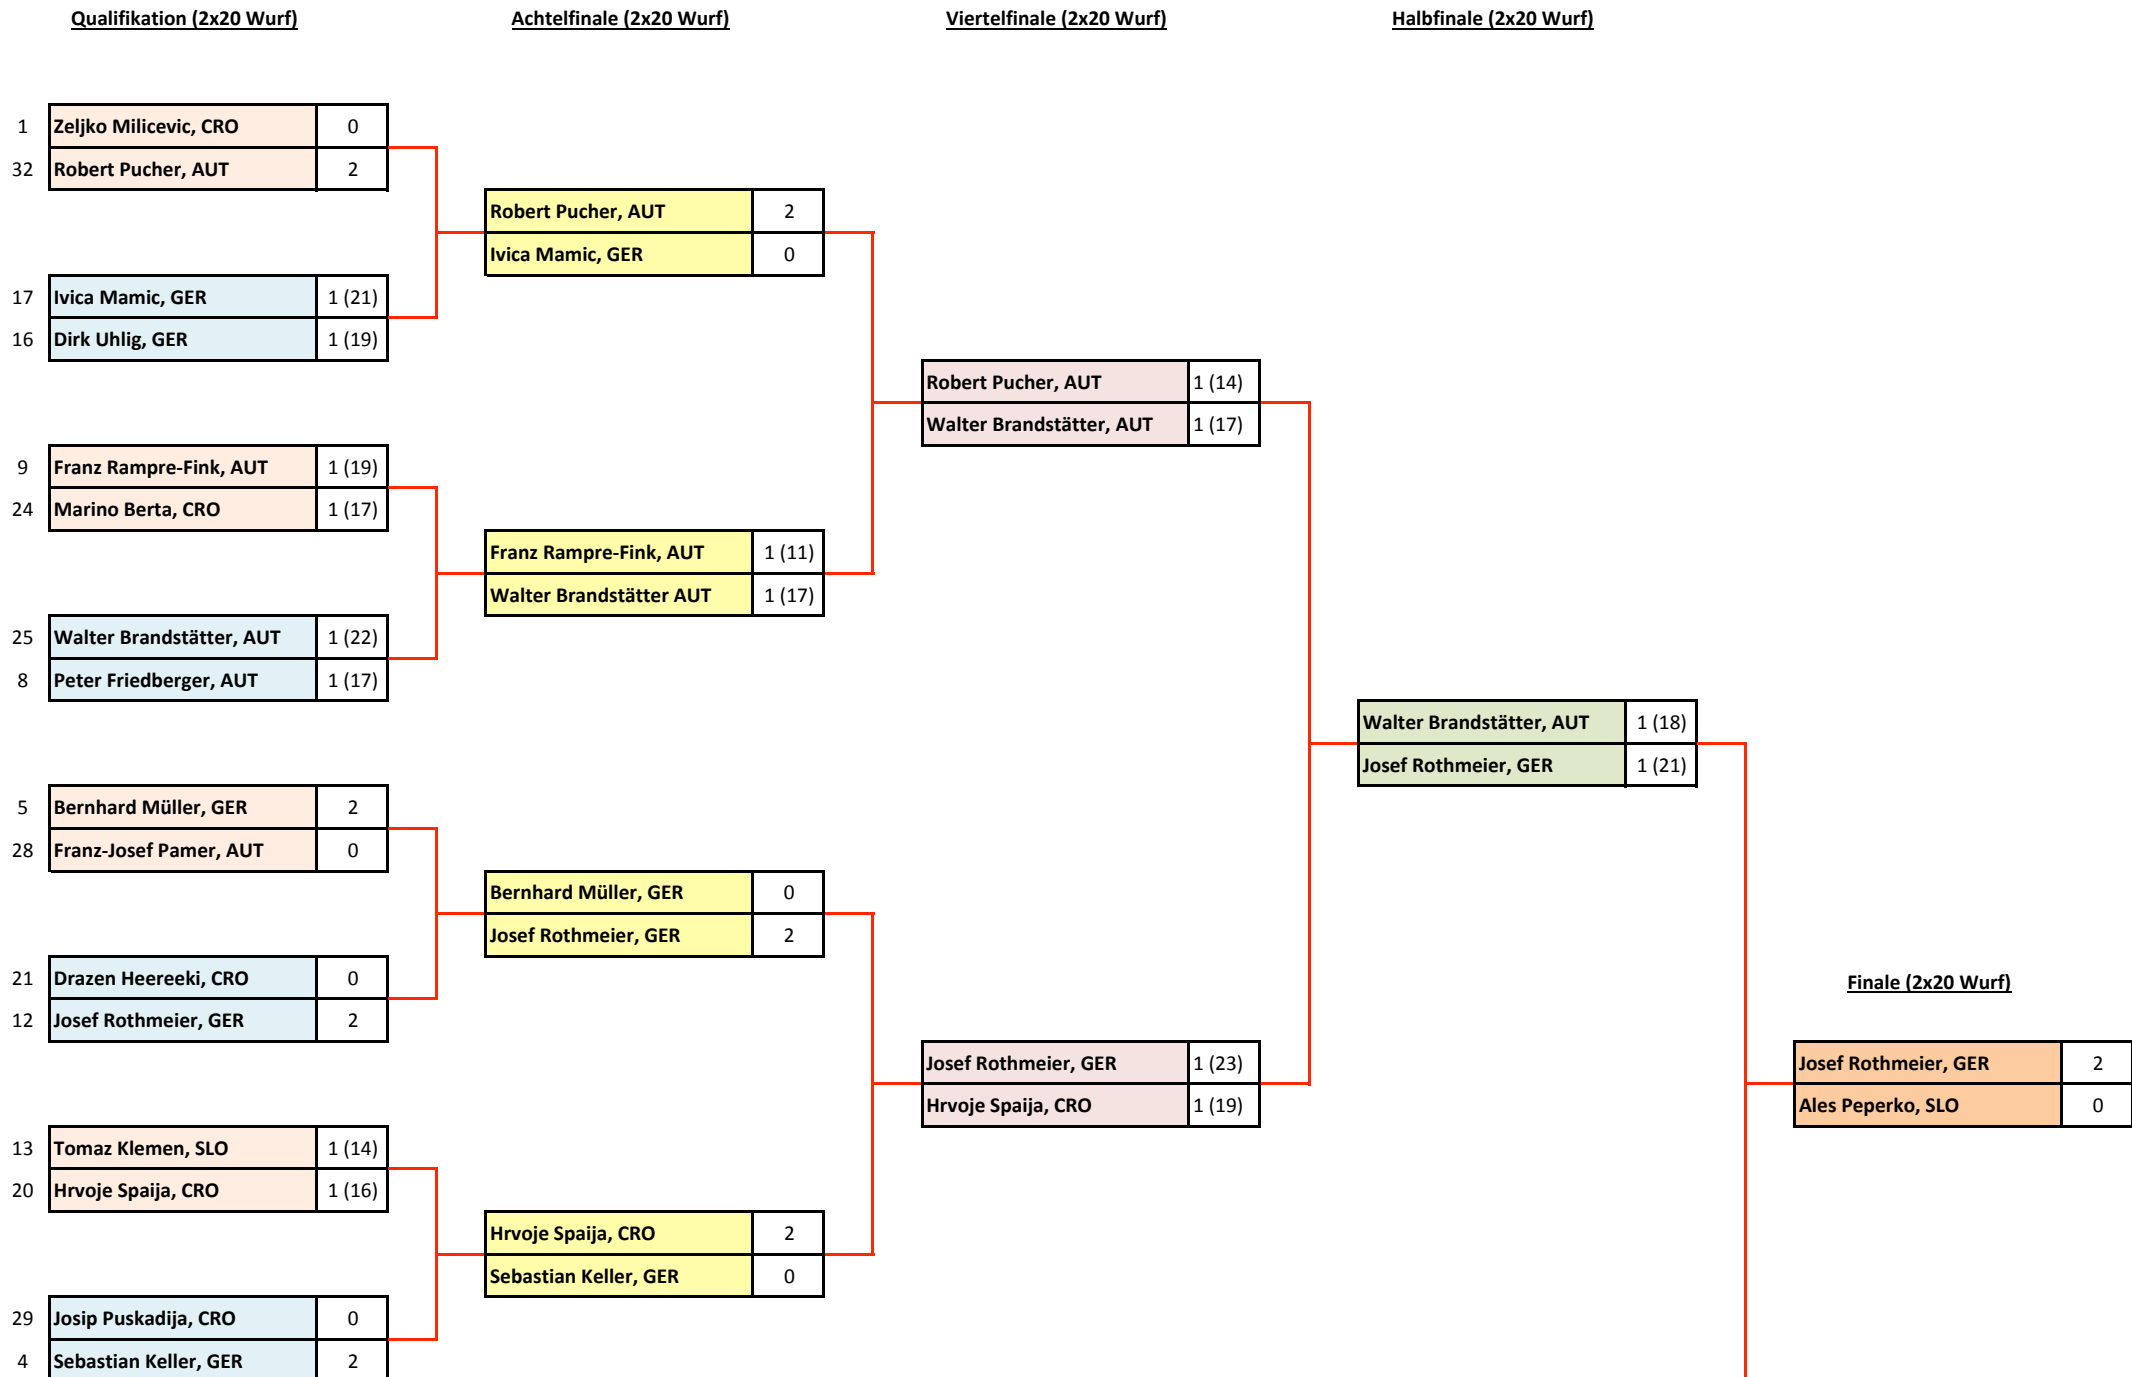 Qualifikation (2x20 Wurf) Achtelfinale (2x20 Wurf) Viertelfinale (2x20 Wurf) Halbfinale (2x20 Wurf)
1 Zeljko Milicevic, CRO 0
32 Robert Pucher, AUT 2
Robert Pucher, AUT 2
Ivica Mamic, GER 0
17 Ivica Mamic, GER 1 (21)
16 Dirk Uhlig, GER 1 (19)
Robert Pucher, AUT 1 (14)
Walter Brandstätter, AUT 1 (17)
9 Franz Rampre-Fink, AUT 1 (19)
24 Marino Berta, CRO 1 (17)
Franz Rampre-Fink, AUT 1 (11)
Walter Brandstätter AUT 1 (17)
25 Walter Brandstätter, AUT 1 (22)
8 Peter Friedberger, AUT 1 (17)
Walter Brandstätter, AUT 1 (18)
Josef Rothmeier, GER 1 (21)
5 Bernhard Müller, GER 2
28 Franz-Josef Pamer, AUT 0
Bernhard Müller, GER 0
Josef Rothmeier, GER 2
21 Drazen Heereeki, CRO 0
Finale (2x20 Wurf)
12 Josef Rothmeier, GER 2
Josef Rothmeier, GER 1 (23) Josef Rothmeier, GER 2
Hrvoje Spaija, CRO 1 (19) Ales Peperko, SLO 0
13 Tomaz Klemen, SLO 1 (14)
20 Hrvoje Spaija, CRO 1 (16)
Hrvoje Spaija, CRO 2
Sebastian Keller, GER 0
29 Josip Puskadija, CRO 0
4 Sebastian Keller, GER 2